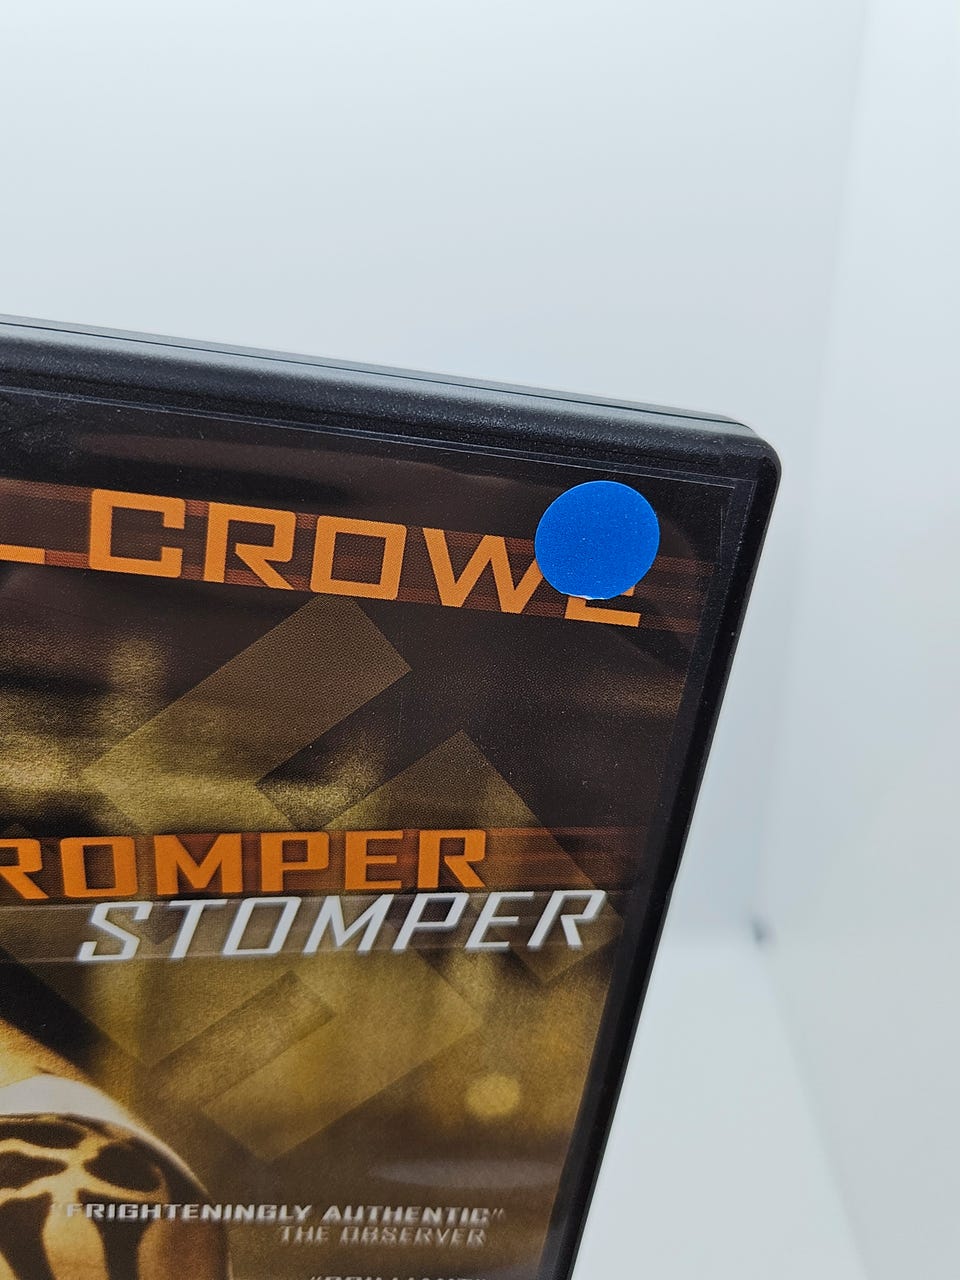 CROWE
ROMPER
STOMPER
"FRIGHTENINGLY AUTHENTIC"
THE OBSERVER